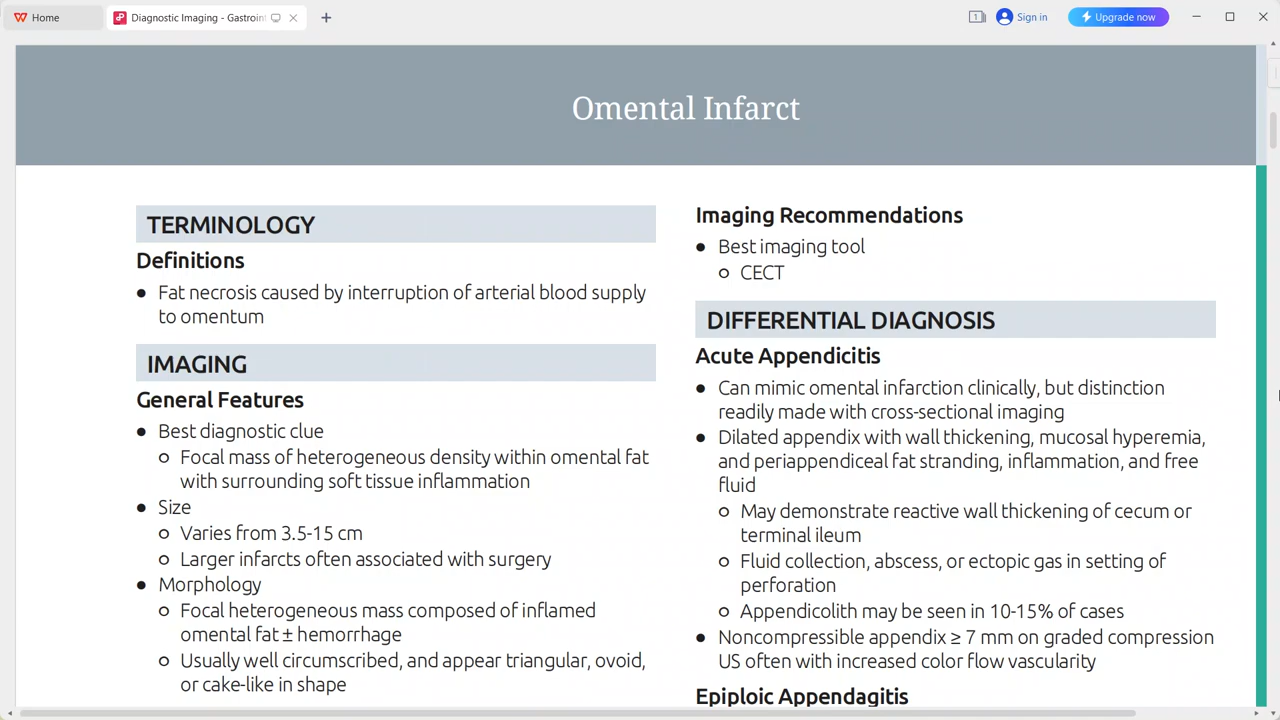 Home
Diagnostic Imaging - Gastroint
1
Sign in
Upgrade now
Omental Infarct
TERMINOLOGY
Definitions
● Fat necrosis caused by interruption of arterial blood supply
to omentum
IMAGING
General Features
● Best diagnostic clue
○ Focal mass of heterogeneous density within omental fat
with surrounding soft tissue inflammation
● Size
○ Varies from 3.5-15 cm
○ Larger infarcts often associated with surgery
● Morphology
○ Focal heterogeneous mass composed of inflamed
omental fat ± hemorrhage
○ Usually well circumscribed, and appear triangular, ovoid,
or cake-like in shape
Imaging Recommendations
● Best imaging tool
○ CECT
DIFFERENTIAL DIAGNOSIS
Acute Appendicitis
● Can mimic omental infarction clinically, but distinction
readily made with cross-sectional imaging
● Dilated appendix with wall thickening, mucosal hyperemia,
and periappendiceal fat stranding, inflammation, and free
fluid
○ May demonstrate reactive wall thickening of cecum or
terminal ileum
○ Fluid collection, abscess, or ectopic gas in setting of
perforation
○ Appendicolith may be seen in 10-15% of cases
● Noncompressible appendix ≥ 7 mm on graded compression
US often with increased color flow vascularity
Epiploic Appendagitis